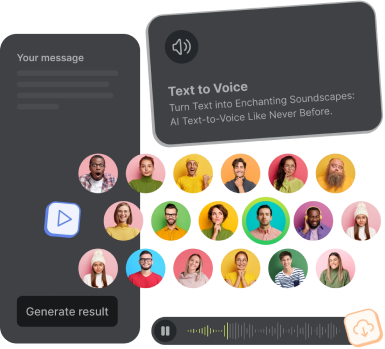 Your message
Text to Voice
Turn Text into Enchanting Soundscapes:
AI Text-to-Voice Like Never Before.
Generate result